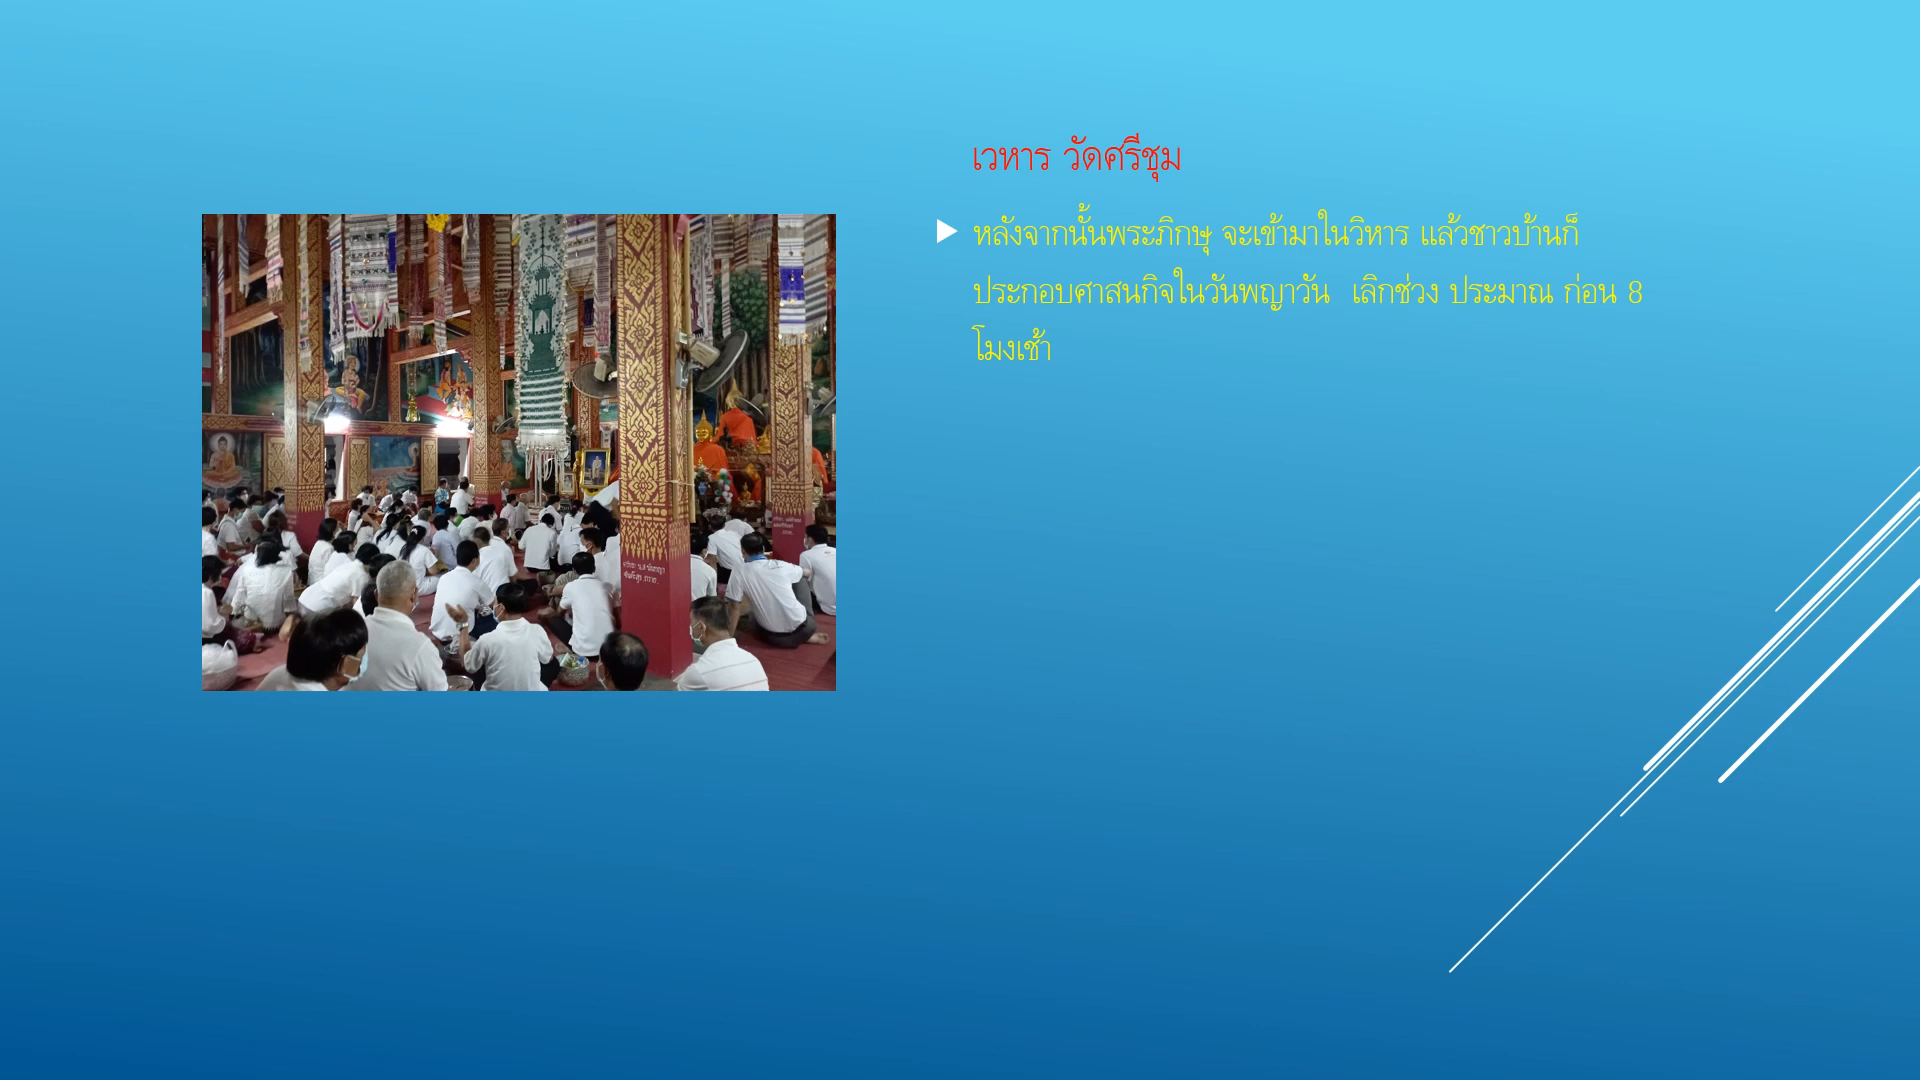 เวหาร วัดศรีชุม
หลังจากนั้นพระภิกษุ จะเข้ามาในวิหาร แล้วชาวบ้านก็
ประกอบศาสนกิจในวันพญาวัน เลิกช่วง ประมาณ ก่อน 8
โมงเช้า